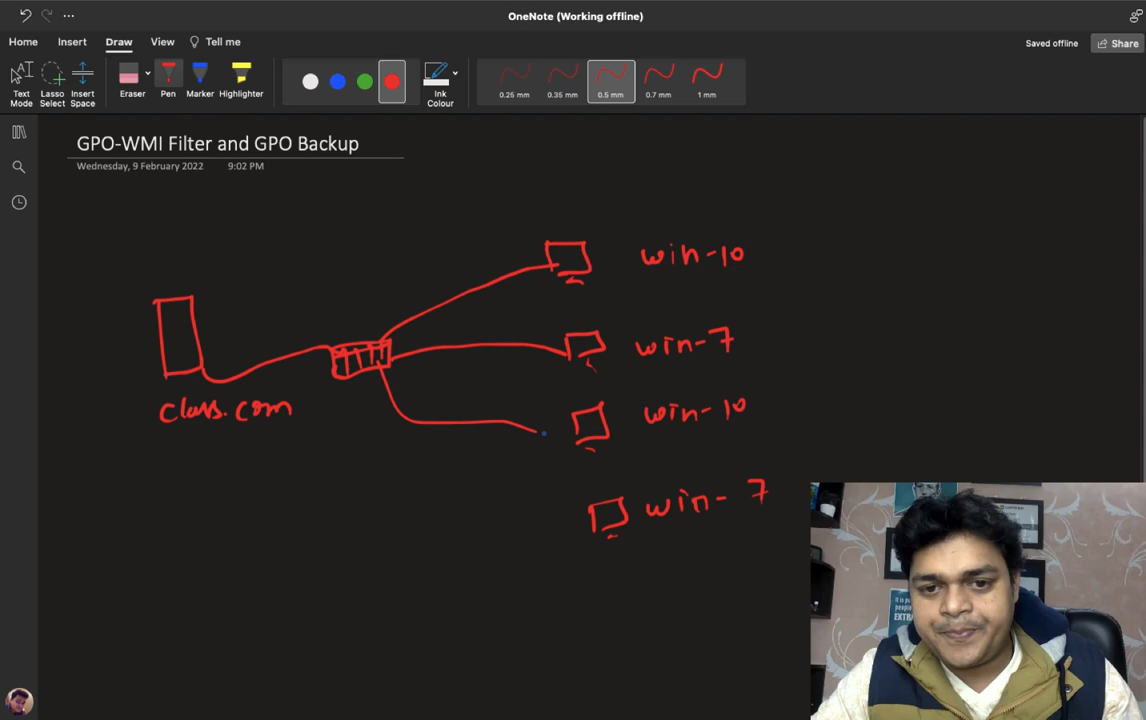 OneNote (Working offline)
Home Insert Draw View Tell me
Saved offline Share
Text Mode
Lasso Select
Insert Space
Eraser
Pen
Marker
Highlighter
Ink Colour
0.25 mm
0.35 mm
0.5 mm
0.7 mm
1 mm
GPO-WMI Filter and GPO Backup
Wednesday, 9 February 2022 9:02 PM
win-10
win-7
class.com
win-10
win-7